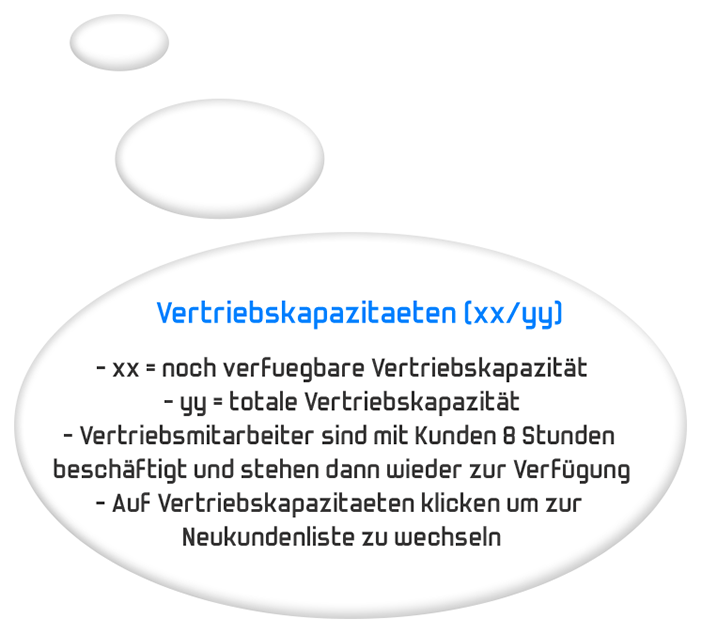 Vertriebskapazitaeten (xx/yy)
- xx = noch verfuegbare Vertriebskapazität
- yy = totale Vertriebskapazität
- Vertriebsmitarbeiter sind mit Kunden 8 Stunden
beschäftigt und stehen dann wieder zur Verfügung
- Auf Vertriebskapazitaeten klicken um zur
Neukundenliste zu wechseln